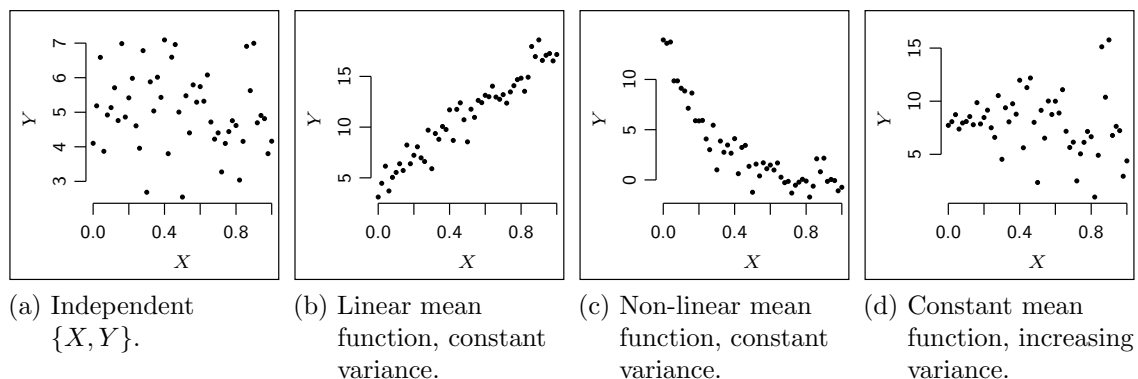 3 4 5 6 7
Y
0.0 0.4 0.8
X
5 10 15
Y
0.0 0.4 0.8
X
0 5 10
Y
0.0 0.4 0.8
X
5 10 15
Y
0.0 0.4 0.8
X
(a) Independent
{X, Y}.
(b) Linear mean
function, constant
variance.
(c) Non-linear mean
function, constant
variance.
(d) Constant mean
function, increasing
variance.